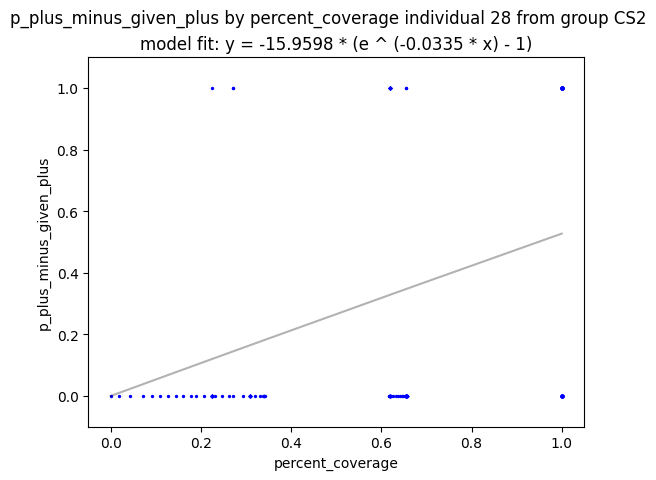 p_plus_minus_given_plus by percent_coverage individual 28 from group CS2
model fit: y = -15.9598 * (e ^ (-0.0335 * x) - 1)
p_plus_minus_given_plus
1.0
0.8
0.6
0.4
0.2
0.0
0.0 0.2 0.4 0.6 0.8 1.0
percent_coverage